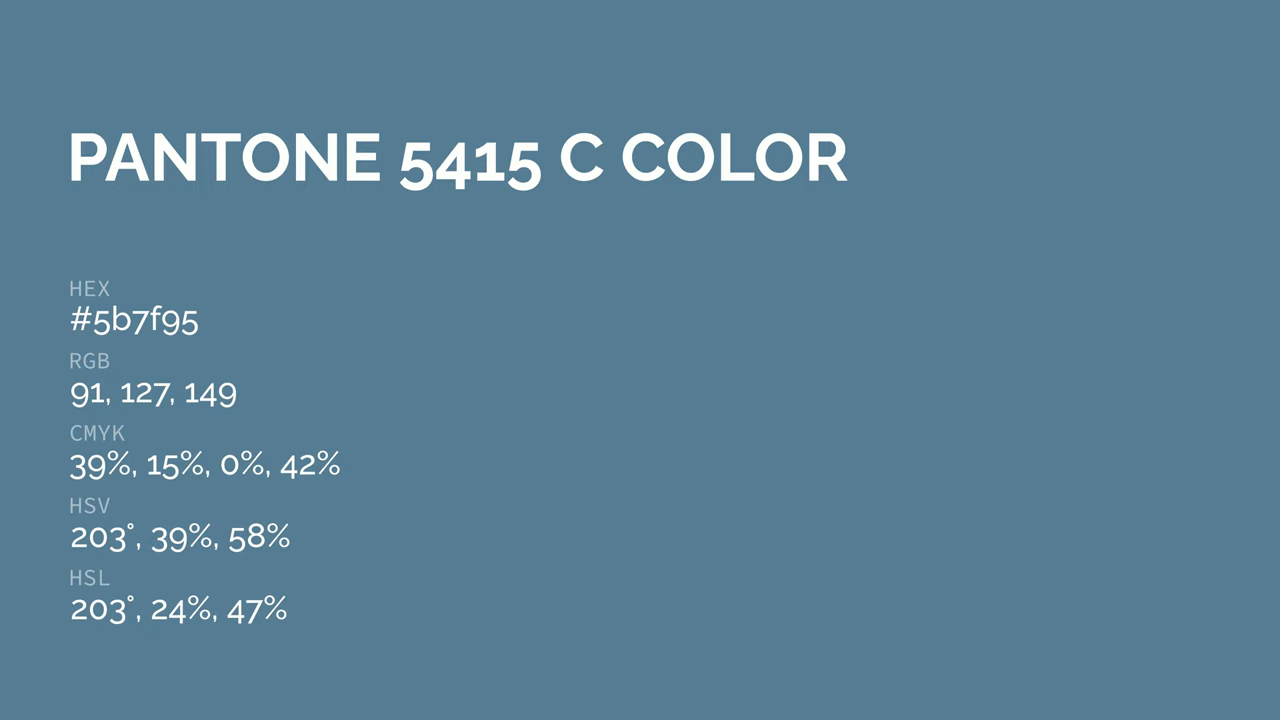 PANTONE 5415 C COLOR
HEX
#5b7f95
RGB
91, 127, 149
CMYK
39%, 15%, 0%, 42%
HSV
203°, 39%, 58%
HSL
203°, 24%, 47%